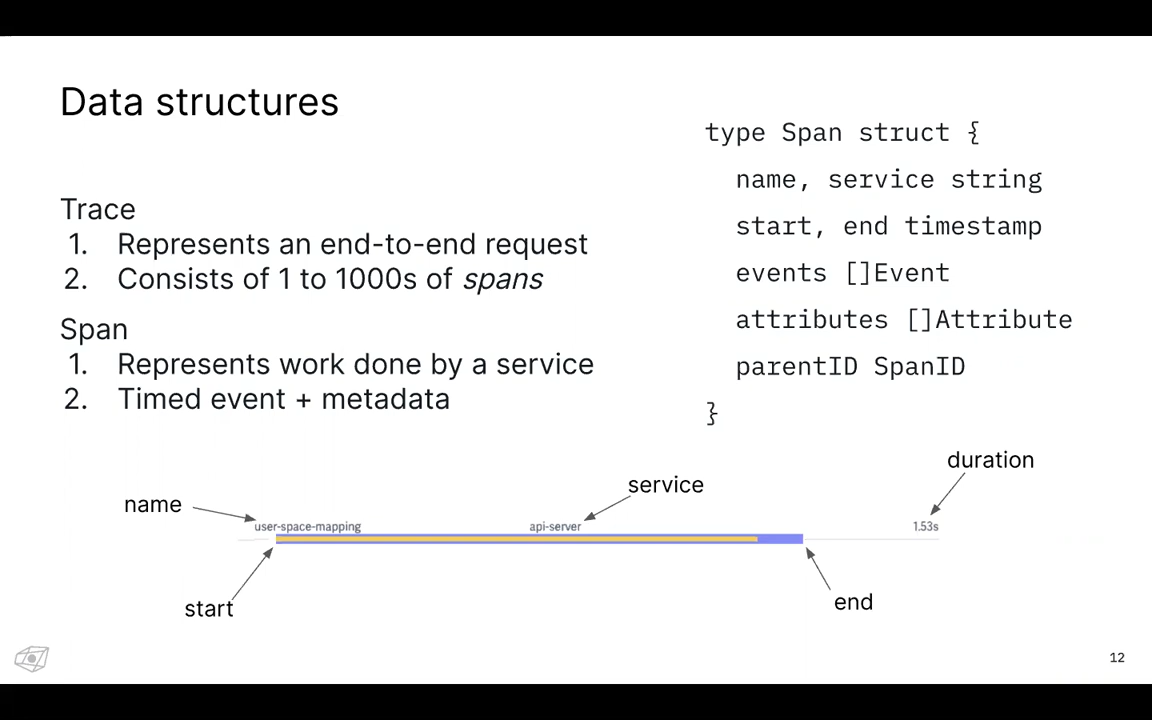 Data structures
Trace
1. Represents an end-to-end request
2. Consists of 1 to 1000s of spans
Span
1. Represents work done by a service
2. Timed event + metadata
type Span struct {
name, service string
start, end timestamp
events []Event
attributes []Attribute
parentID SpanID
}
duration
service
name
user-space-mapping
api-server
1.53s
start
end
12